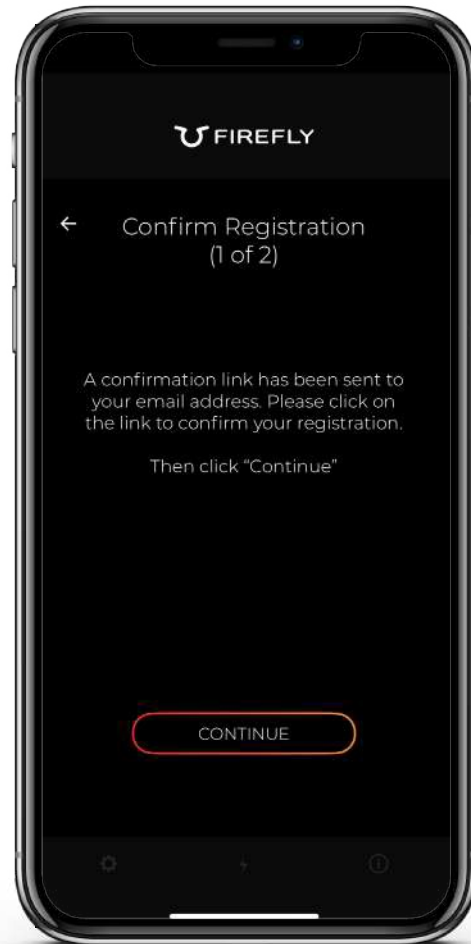 FIREFLY
Confirm Registration
(1 of 2)
A confirmation link has been sent to
your email address. Please click on
the link to confirm your registration.
Then click “Continue”
CONTINUE